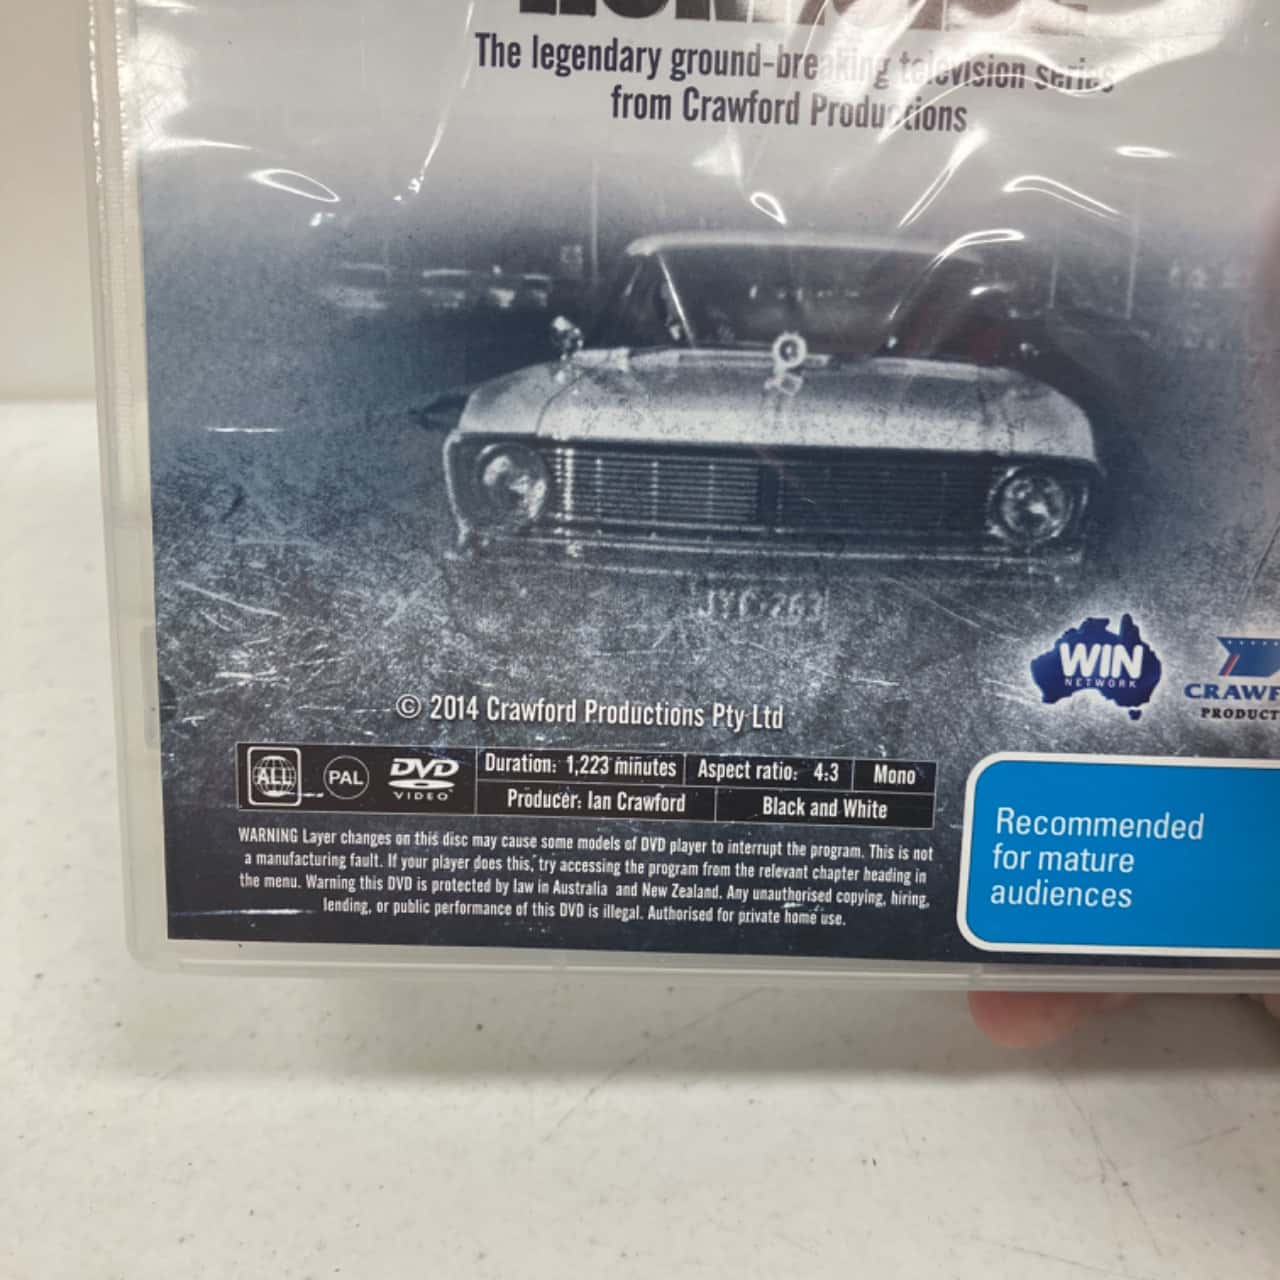 The legendary ground-breaking television series
from Crawford Productions
JYC·263
WIN
NETWORK
CRAWF
PRODUCT
© 2014 Crawford Productions Pty Ltd
ALL
PAL
DVD
VIDEO
Duration: 1,223 minutes
Aspect ratio: 4:3
Mono
Producer: Ian Crawford
Black and White
WARNING Layer changes on this disc may cause some models of DVD player to interrupt the program. This is not
a manufacturing fault. If your player does this, try accessing the program from the relevant chapter heading in
the menu. Warning this DVD is protected by law in Australia and New Zealand. Any unauthorised copying, hiring,
lending, or public performance of this DVD is illegal. Authorised for private home use.
Recommended
for mature
audiences